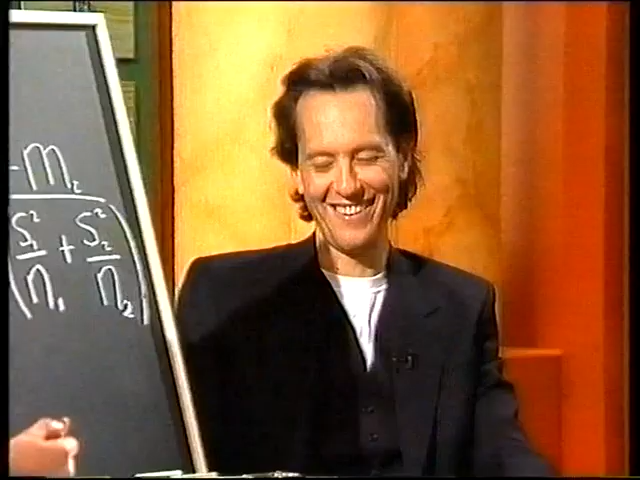 - m₂
(S₁²/n₁ + S₂²/n₂)